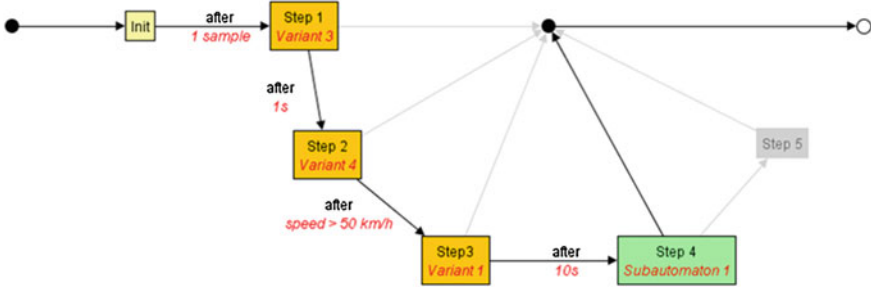 Init
after
1 sample
Step 1
Variant 3
after
1s
Step 2
Variant 4
after
speed > 50 km/h
Step3
Variant 1
after
10s
Step 4
Subautomaton 1
Step 5